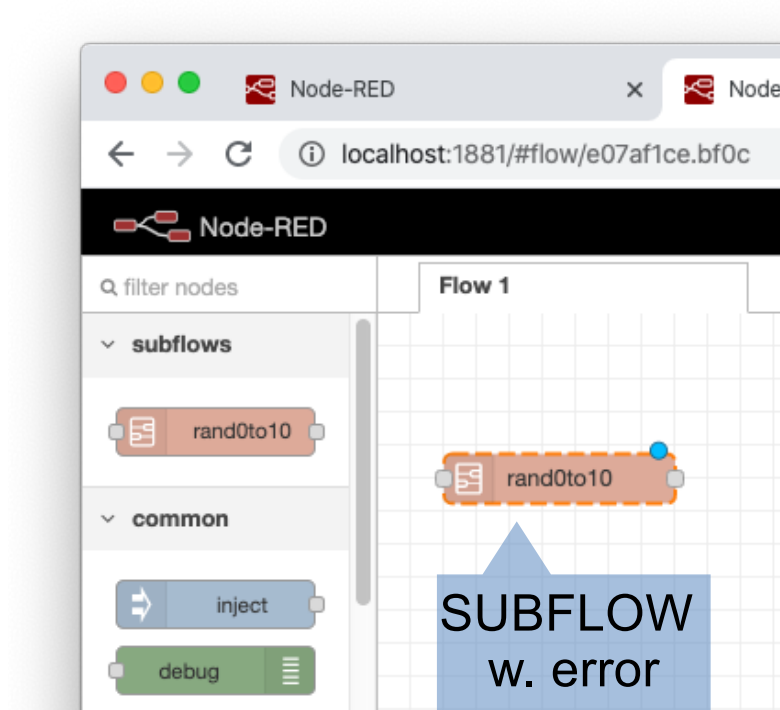 Node-RED
Node
localhost:1881/#flow/e07af1ce.bf0c
Node-RED
filter nodes
Flow 1
subflows
rand0to10
rand0to10
common
inject
debug
SUBFLOW
w. error